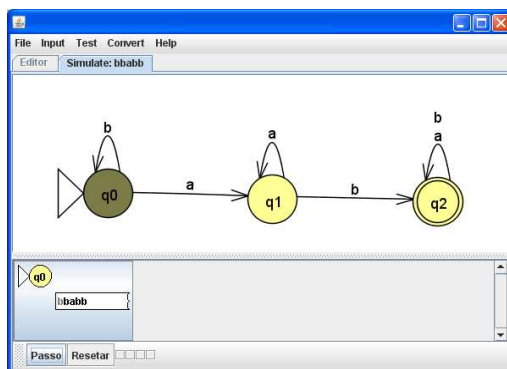 File Input Test Convert Help
Editor Simulate: bbabb
b a b
a
q0 a q1 b q2
q0
bbabb
Passo Resetar